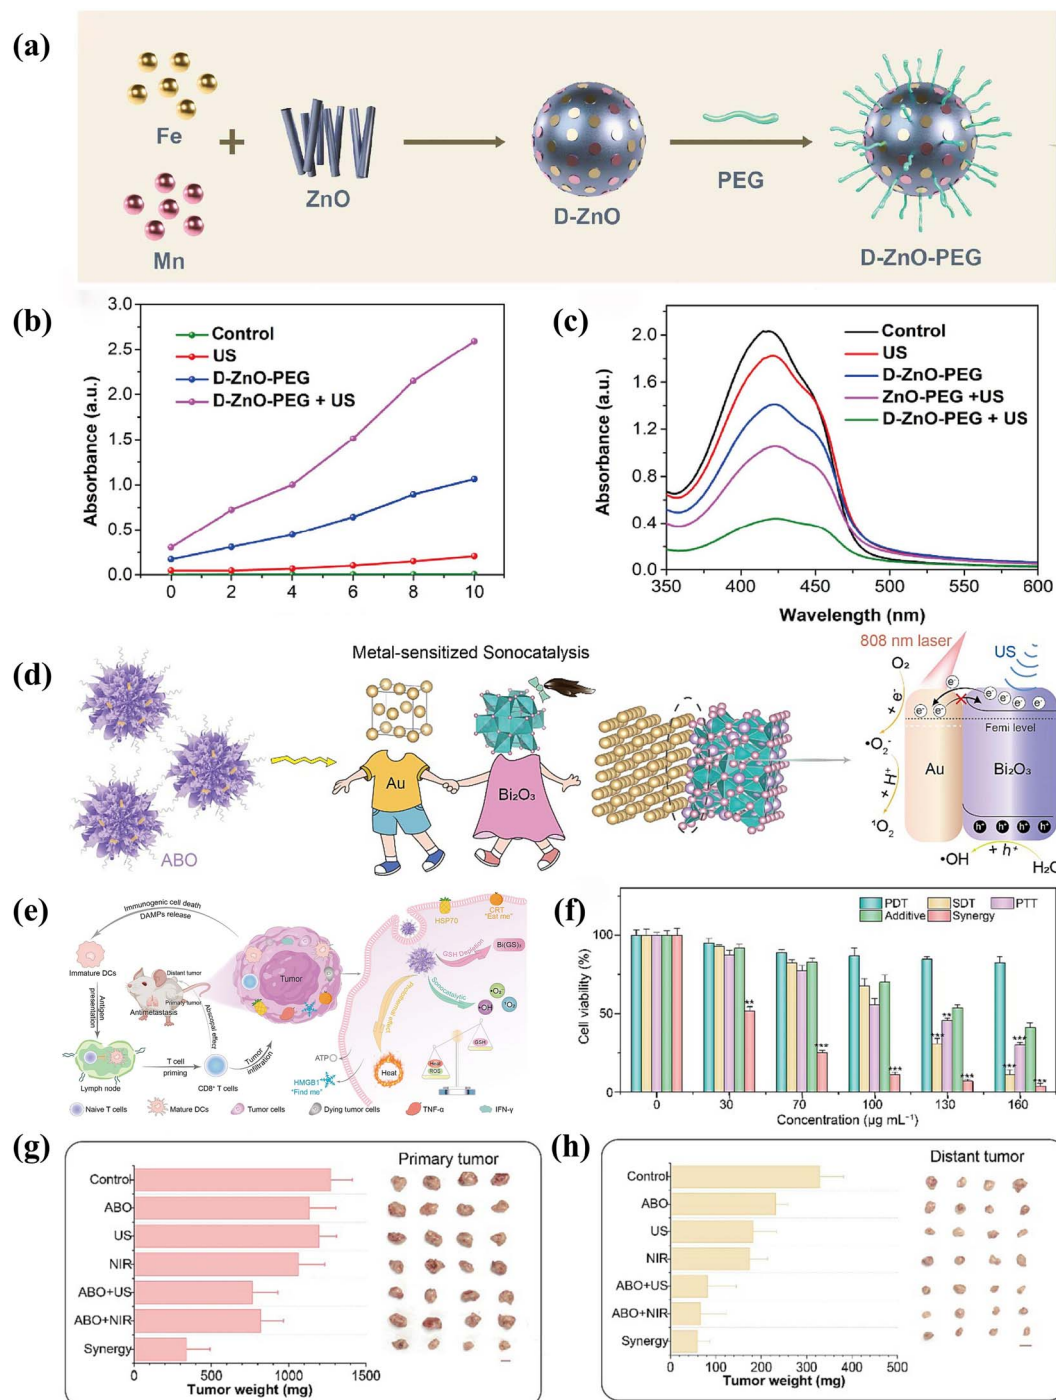 (a)
Fe
Mn
ZnO
D-ZnO
PEG
D-ZnO-PEG
(b)
Absorbance (a.u.)
3.0
2.5
2.0
1.5
1.0
0.5
0.0
Control
US
D-ZnO-PEG
D-ZnO-PEG + US
0 2 4 6 8 10
(c)
Absorbance (a.u.)
2.0
1.6
1.2
0.8
0.4
0.0
Control
US
D-ZnO-PEG
ZnO-PEG +US
D-ZnO-PEG + US
350 400 450 500 550 600
Wavelength (nm)
(d)
ABO
Metal-sensitized Sonocatalysis
Au
Bi₂O₃
808 nm laser
US
O₂
+ e⁻
•O₂⁻
+ H⁺
¹O₂
e⁻ e⁻ e⁻ e⁻ e⁻ e⁻ e⁻
Femi level
Au
Bi₂O₃
h⁺ h⁺ h⁺ h⁺
•OH
+ h⁺
H₂O
(e)
Immunogenic cell death
DAMPs release
Immature DCs
Antigen
presentation
Distant tumor
Primary tumor
Antimetastasis
Abscopal effect
Lymph node
T cell
priming
CD8⁺ T cells
Tumor
infiltration
Tumor
HSP70
CRT
"Eat me"
GSH Depletion
Bi(GS)₃
Sonocatalytic
•O₂
•OH
¹O₂
Photothermal effect
Heat
ATP
HMGB1
"Find me"
ROS
GSH
Naive T cells
Mature DCs
Tumor cells
Dying tumor cells
TNF-α
IFN-γ
(f)
PDT SDT PTT
Additive Synergy
Cell viability (%)
100
50
0
** *** *** *** ** *** *** *** ***
0 30 70 100 130 160
Concentration (μg mL⁻¹)
(g)
Primary tumor
Control
ABO
US
NIR
ABO+US
ABO+NIR
Synergy
0 500 1000 1500
Tumor weight (mg)
(h)
Distant tumor
Control
ABO
US
NIR
ABO+US
ABO+NIR
Synergy
0 100 200 300 400 500
Tumor weight (mg)